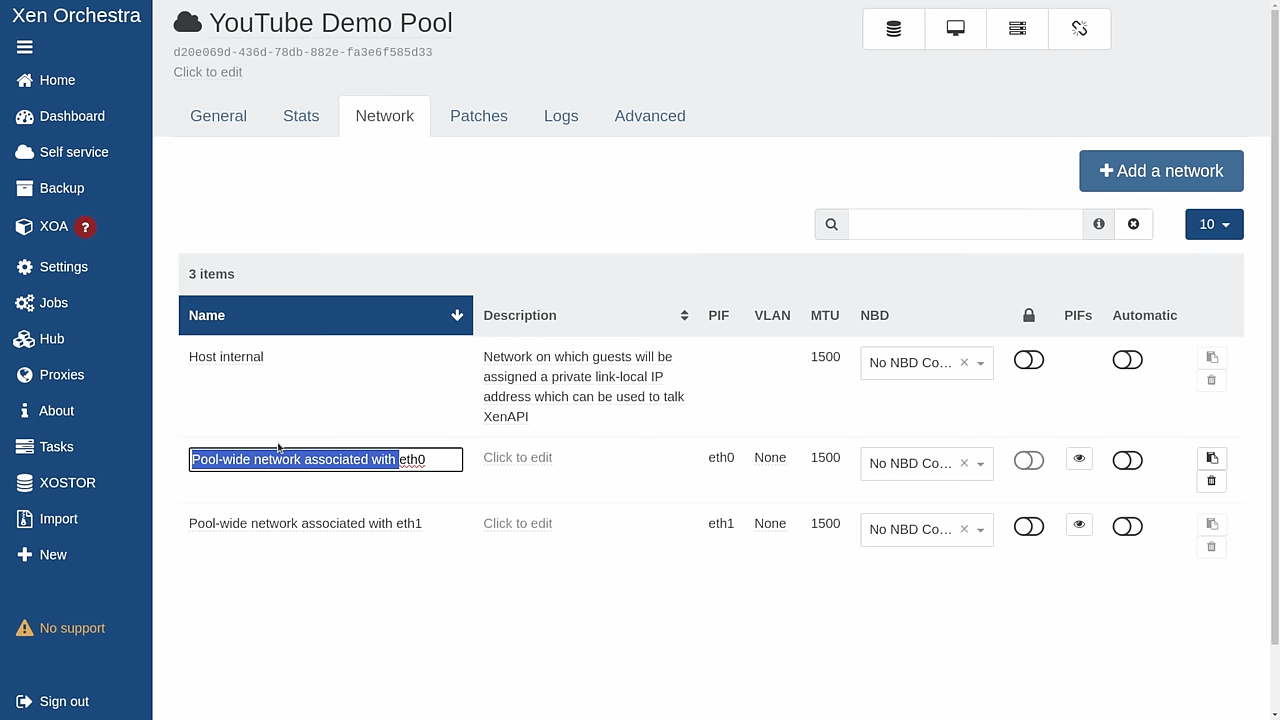 Xen Orchestra
Home
Dashboard
Self service
Backup
XOA ?
Settings
Jobs
Hub
Proxies
About
Tasks
XOSTOR
Import
New
No support
Sign out
YouTube Demo Pool
d20e069d-436d-78db-882e-fa3e6f585d33
Click to edit
General Stats Network Patches Logs Advanced
Add a network
10
3 items
Name Description PIF VLAN MTU NBD PIFs Automatic
Host internal Network on which guests will be 1500 No NBD Co...
assigned a private link-local IP
address which can be used to talk
XenAPI
Pool-wide network associated with eth0 Click to edit eth0 None 1500 No NBD Co...
Pool-wide network associated with eth1 Click to edit eth1 None 1500 No NBD Co...